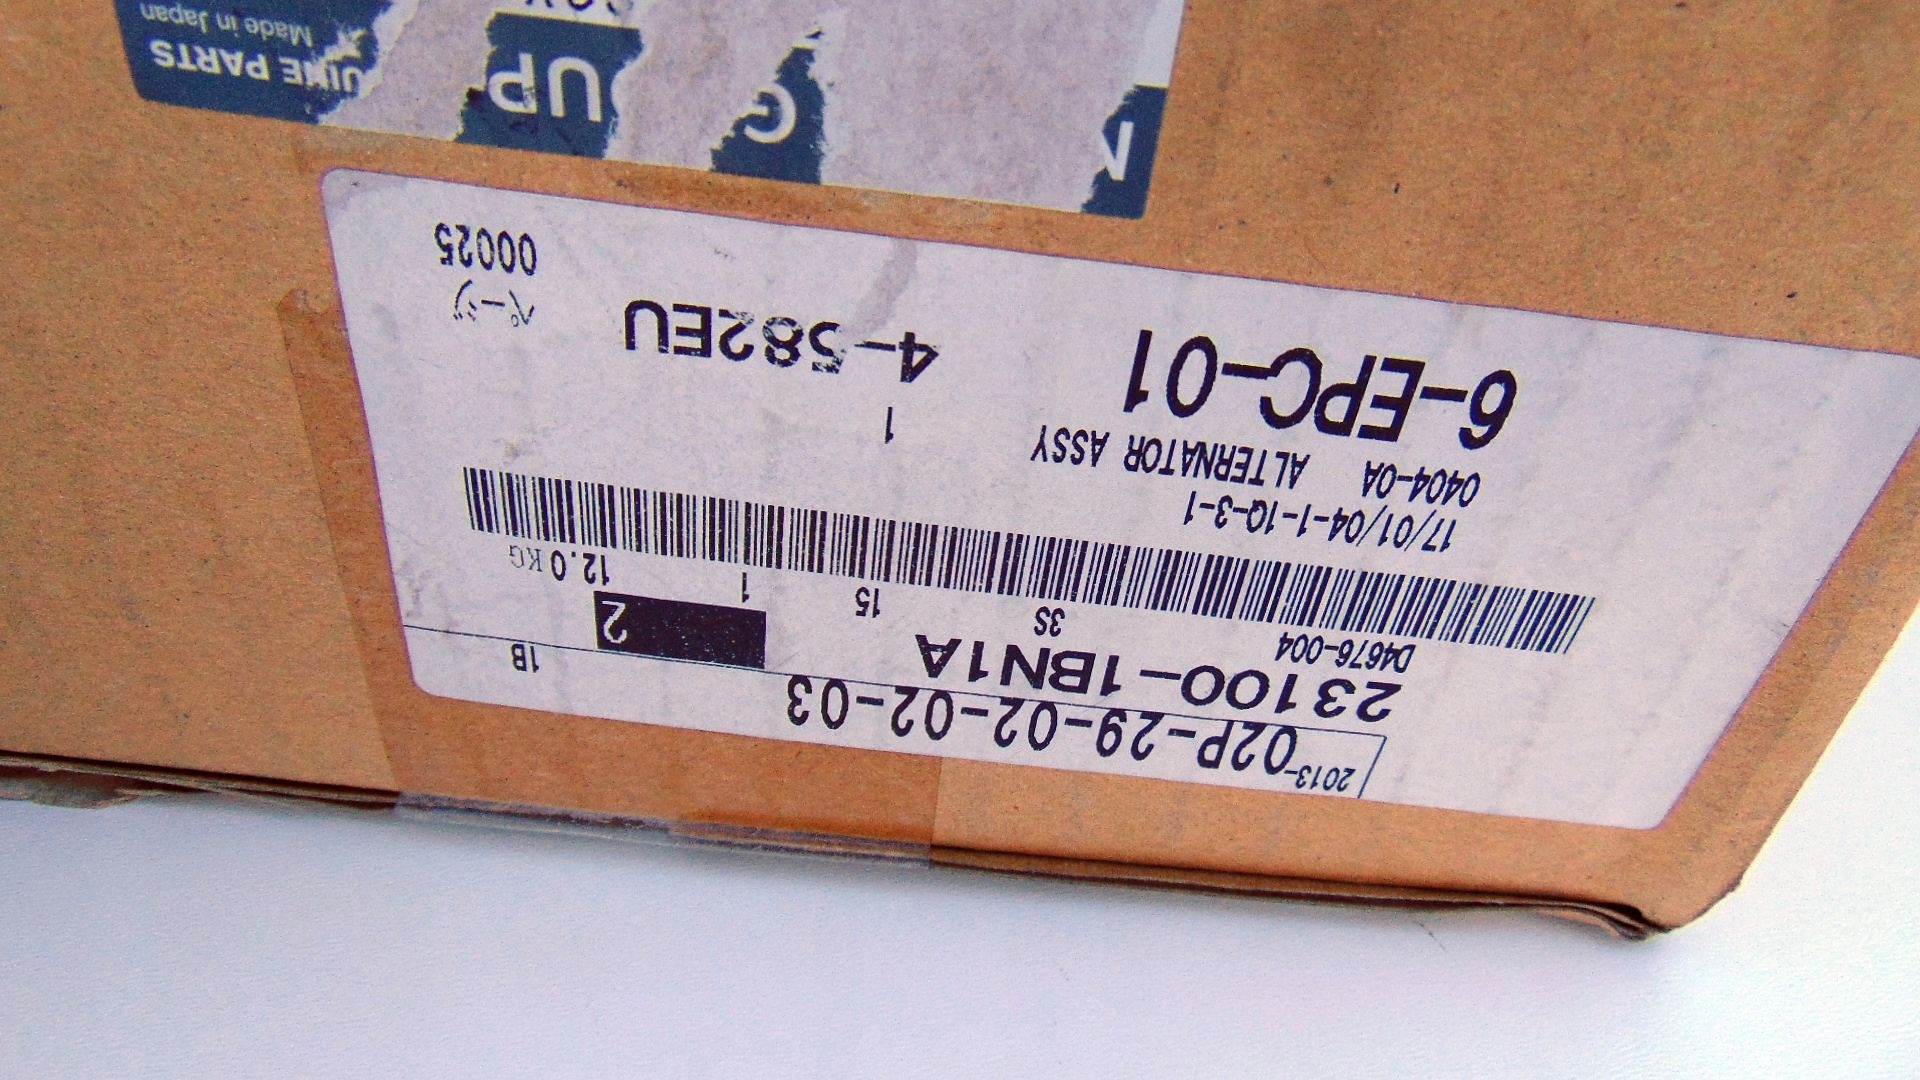 2013-02P-29-02-02-03 1B
23100-1BN1A 2
D4676-004 3S 15 1 12.0KG
17/01/04-1-1Q-3-1
0404-0A ALTERNATOR ASSY 1
6-EPC-01 4-582EU
ページ
00025
UP
GENUINE PARTS
Made in Japan